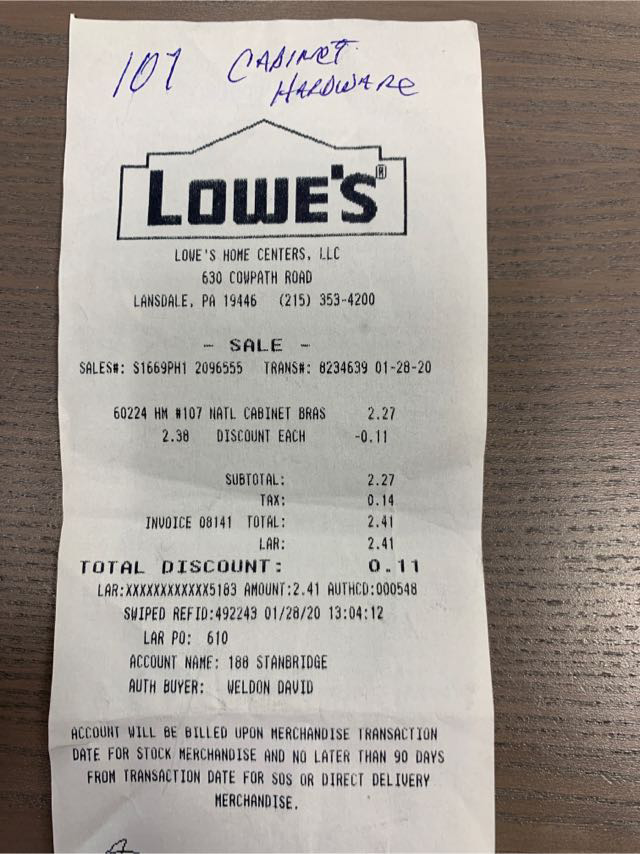 107 CABINET
HARDWARE
LOWE'S®
LOWE'S HOME CENTERS, LLC
630 COWPATH ROAD
LANSDALE, PA 19446 (215) 353-4200
- SALE -
SALES#: S1669PH1 2096555 TRANS#: 8234639 01-28-20
60224 HM #107 NATL CABINET BRAS 2.27
2.38 DISCOUNT EACH -0.11
SUBTOTAL: 2.27
TAX: 0.14
INVOICE 08141 TOTAL: 2.41
LAR: 2.41
TOTAL DISCOUNT: 0.11
LAR:XXXXXXXXXXXX5183 AMOUNT:2.41 AUTHCD:000548
SWIPED REFID:492243 01/28/20 13:04:12
LAR PO: 610
ACCOUNT NAME: 188 STANBRIDGE
AUTH BUYER: WELDON DAVID
ACCOUNT WILL BE BILLED UPON MERCHANDISE TRANSACTION
DATE FOR STOCK MERCHANDISE AND NO LATER THAN 90 DAYS
FROM TRANSACTION DATE FOR SOS OR DIRECT DELIVERY
MERCHANDISE.